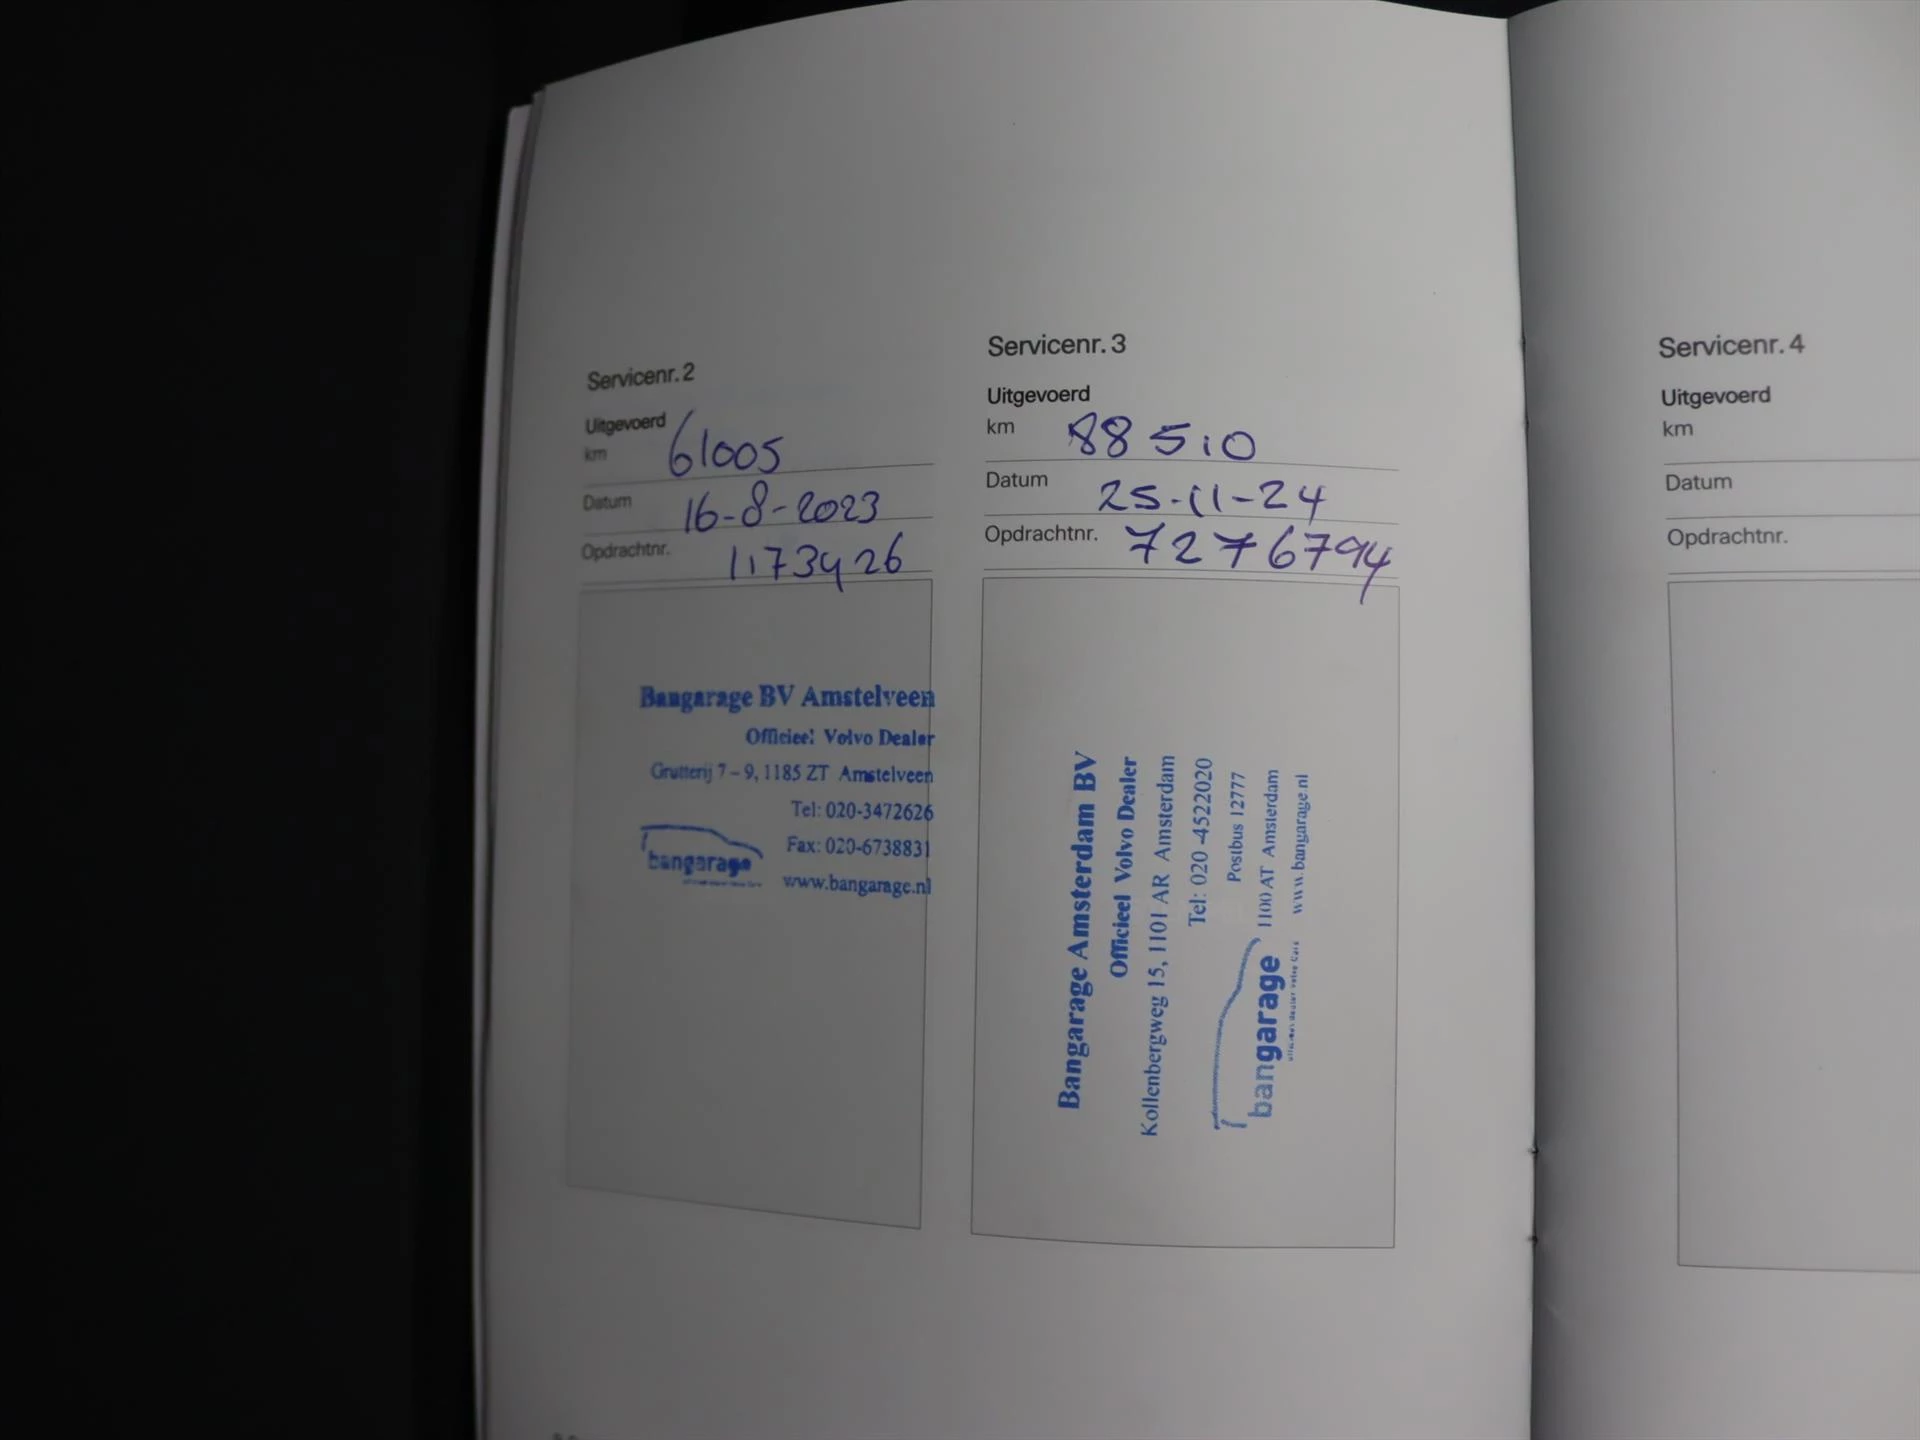 Servicenr. 2
Uitgevoerd
km 61005
Datum 16-8-2023
Opdrachtnr. 1173426
Bangarage BV Amstelveen
Officieel Volvo Dealer
Grutterij 7 – 9, 1185 ZT Amstelveen
Tel: 020-3472626
Fax: 020-6738831
www.bangarage.nl
bangarage
Servicenr. 3
Uitgevoerd
km 88510
Datum 25-11-24
Opdrachtnr. 7276794
Bangarage Amsterdam BV
Officieel Volvo Dealer
Kollenbergweg 15, 1101 AR Amsterdam
Tel: 020 -4522020
Postbus 12777
1100 AT Amsterdam
www.bangarage.nl
bangarage
Servicenr. 4
Uitgevoerd
km
Datum
Opdrachtnr.